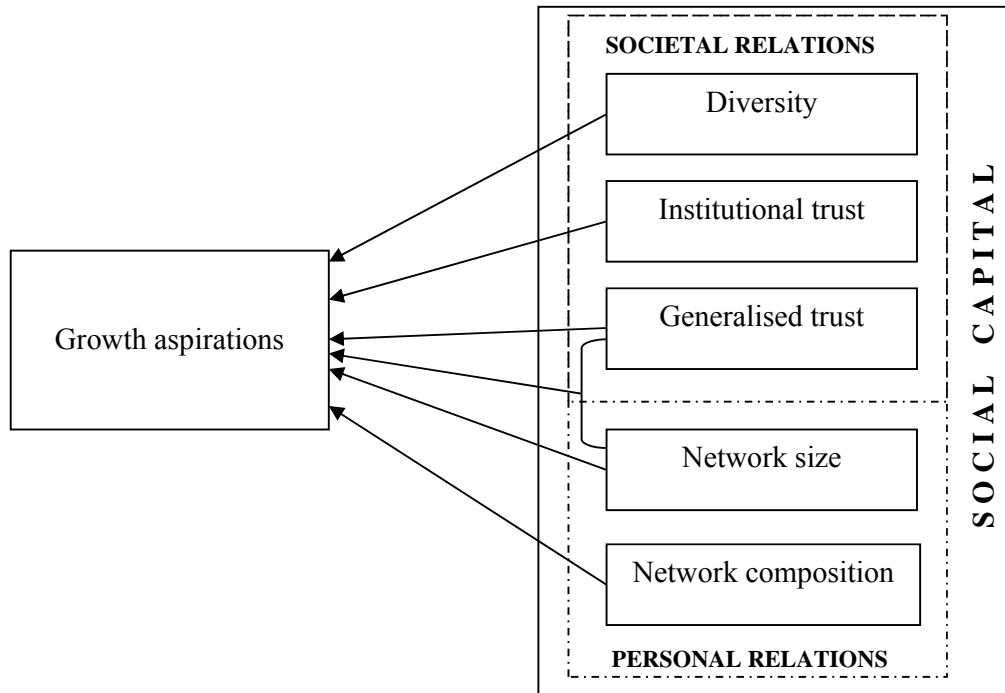 SOCIETAL RELATIONS
Diversity
Institutional trust
Generalised trust
Growth aspirations
Network size
Network composition
PERSONAL RELATIONS
SOCIAL CAPITAL